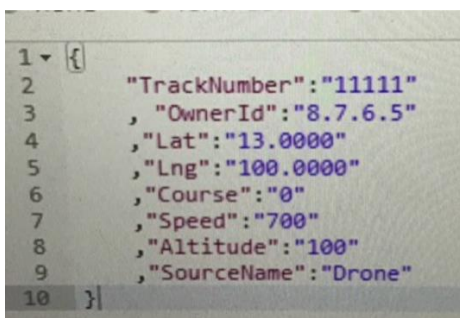 1 {
2 "TrackNumber":"11111"
3 , "OwnerId":"8.7.6.5"
4 ,"Lat":"13.0000"
5 ,"Lng":"100.0000"
6 ,"Course":"0"
7 ,"Speed":"700"
8 ,"Altitude":"100"
9 ,"SourceName":"Drone"
10 }